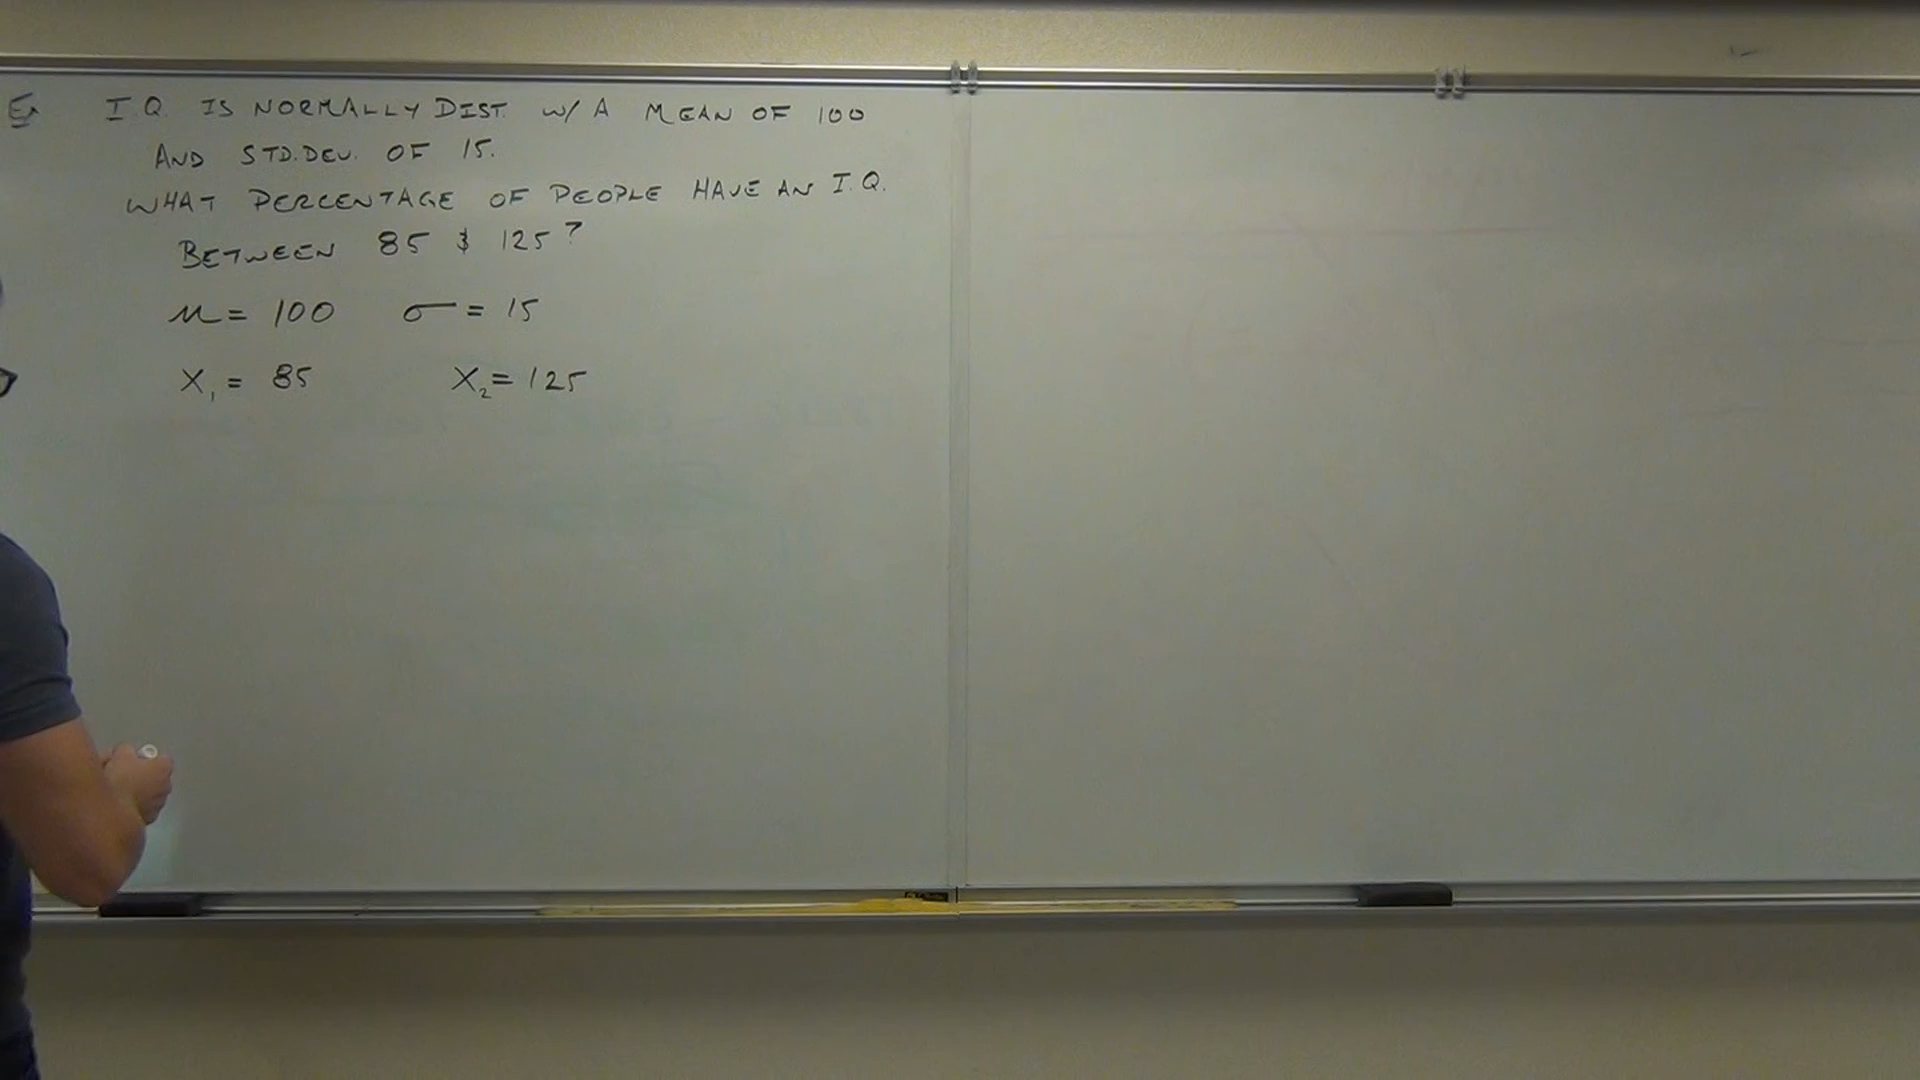 Ex I.Q. IS NORMALLY DIST. W/ A MEAN OF 100
AND STD.DEV. OF 15.
WHAT PERCENTAGE OF PEOPLE HAVE AN I.Q.
BETWEEN 85 & 125?
μ = 100 σ = 15
X₁ = 85 X₂ = 125